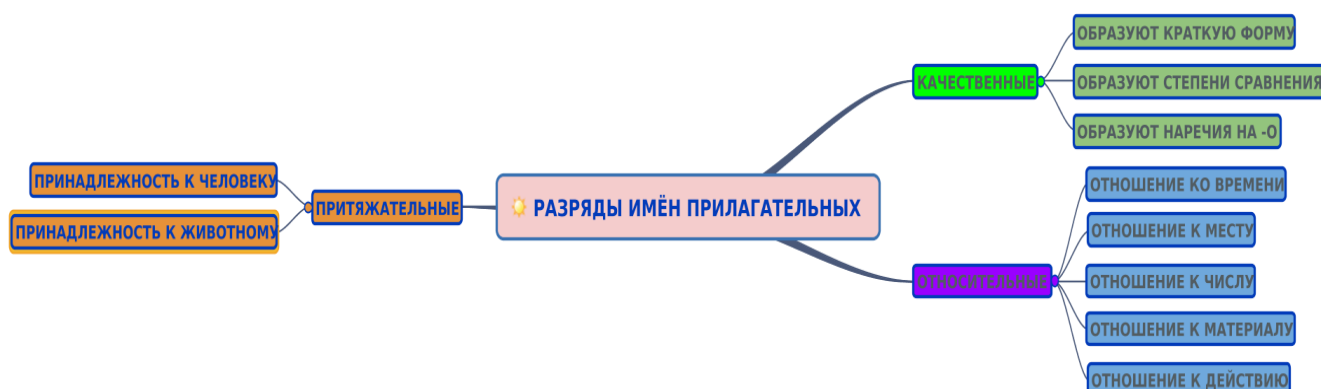 РАЗРЯДЫ ИМЁН ПРИЛАГАТЕЛЬНЫХ
КАЧЕСТВЕННЫЕ
ОБРАЗУЮТ КРАТКУЮ ФОРМУ
ОБРАЗУЮТ СТЕПЕНИ СРАВНЕНИЯ
ОБРАЗУЮТ НАРЕЧИЯ НА -О
ОТНОСИТЕЛЬНЫЕ
ОТНОШЕНИЕ КО ВРЕМЕНИ
ОТНОШЕНИЕ К МЕСТУ
ОТНОШЕНИЕ К ЧИСЛУ
ОТНОШЕНИЕ К МАТЕРИАЛУ
ОТНОШЕНИЕ К ДЕЙСТВИЮ
ПРИТЯЖАТЕЛЬНЫЕ
ПРИНАДЛЕЖНОСТЬ К ЧЕЛОВЕКУ
ПРИНАДЛЕЖНОСТЬ К ЖИВОТНОМУ